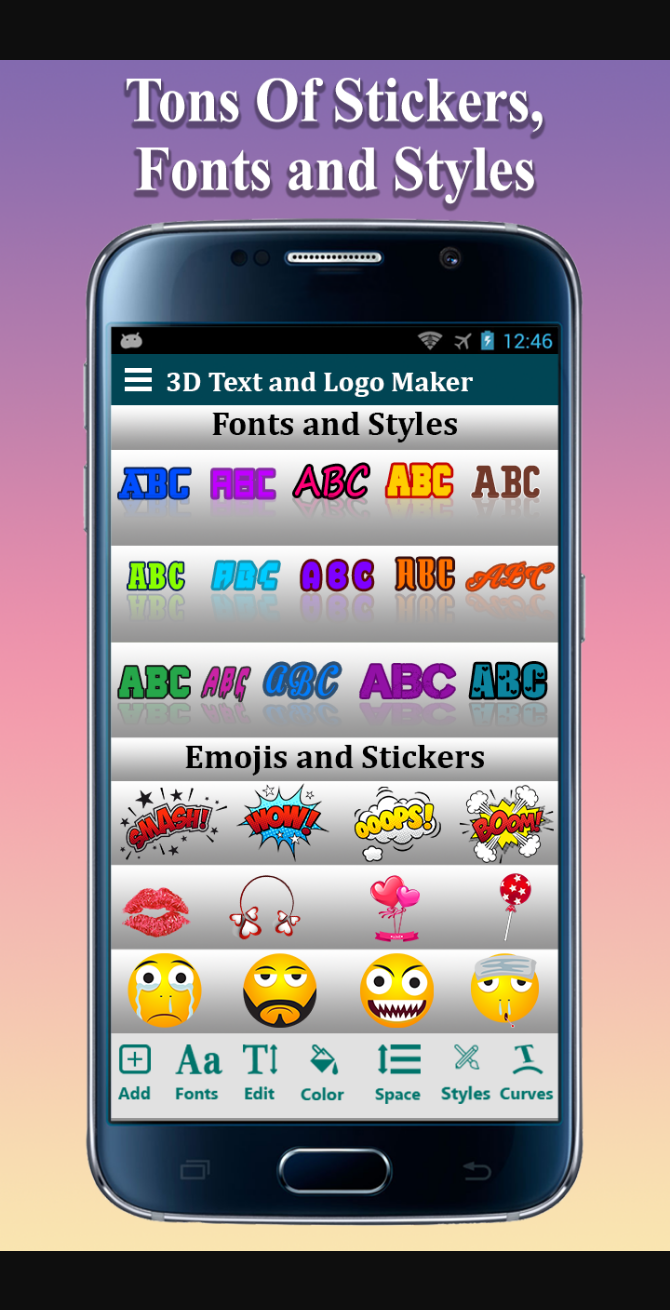 Tons Of Stickers,
Fonts and Styles
12:46
3D Text and Logo Maker
Fonts and Styles
ABC ABC ABC ABC ABC
ABC ABC ABC ABC ABC
ABC ABC ABC ABC ABC
Emojis and Stickers
SMASH! WOW! OOOPS! BOOM!
Add Fonts Edit Color Space Styles Curves